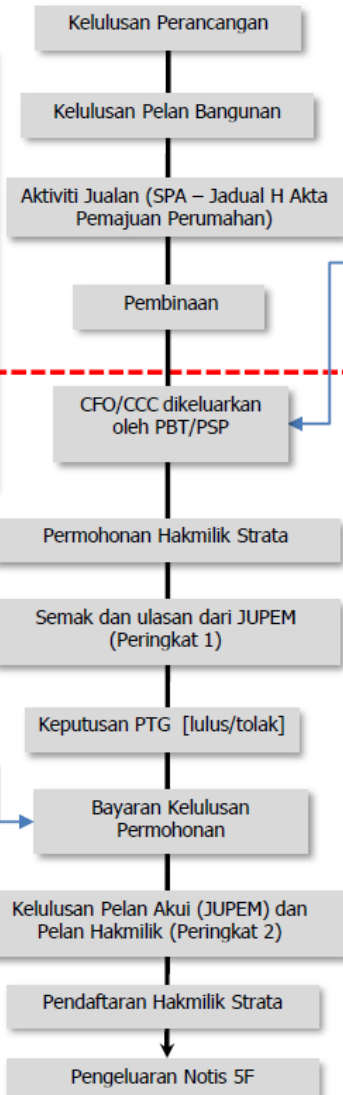 Kelulusan Perancangan
Kelulusan Pelan Bangunan
Aktiviti Jualan (SPA – Jadual H Akta
Pemajuan Perumahan)
Pembinaan
CFO/CCC dikeluarkan
oleh PBT/PSP
Permohonan Hakmilik Strata
Semak dan ulasan dari JUPEM
(Peringkat 1)
Keputusan PTG [lulus/tolak]
Bayaran Kelulusan
Permohonan
Kelulusan Pelan Akui (JUPEM) dan
Pelan Hakmilik (Peringkat 2)
Pendaftaran Hakmilik Strata
Pengeluaran Notis 5F